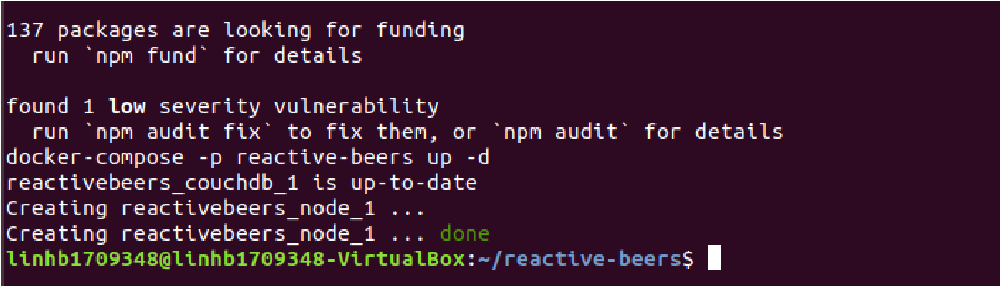 137 packages are looking for funding
  run `npm fund` for details

found 1 low severity vulnerability
  run `npm audit fix` to fix them, or `npm audit` for details
docker-compose -p reactive-beers up -d
reactivebeers_couchdb_1 is up-to-date
Creating reactivebeers_node_1 ...
Creating reactivebeers_node_1 ... done
linhb1709348@linhb1709348-VirtualBox:~/reactive-beers$